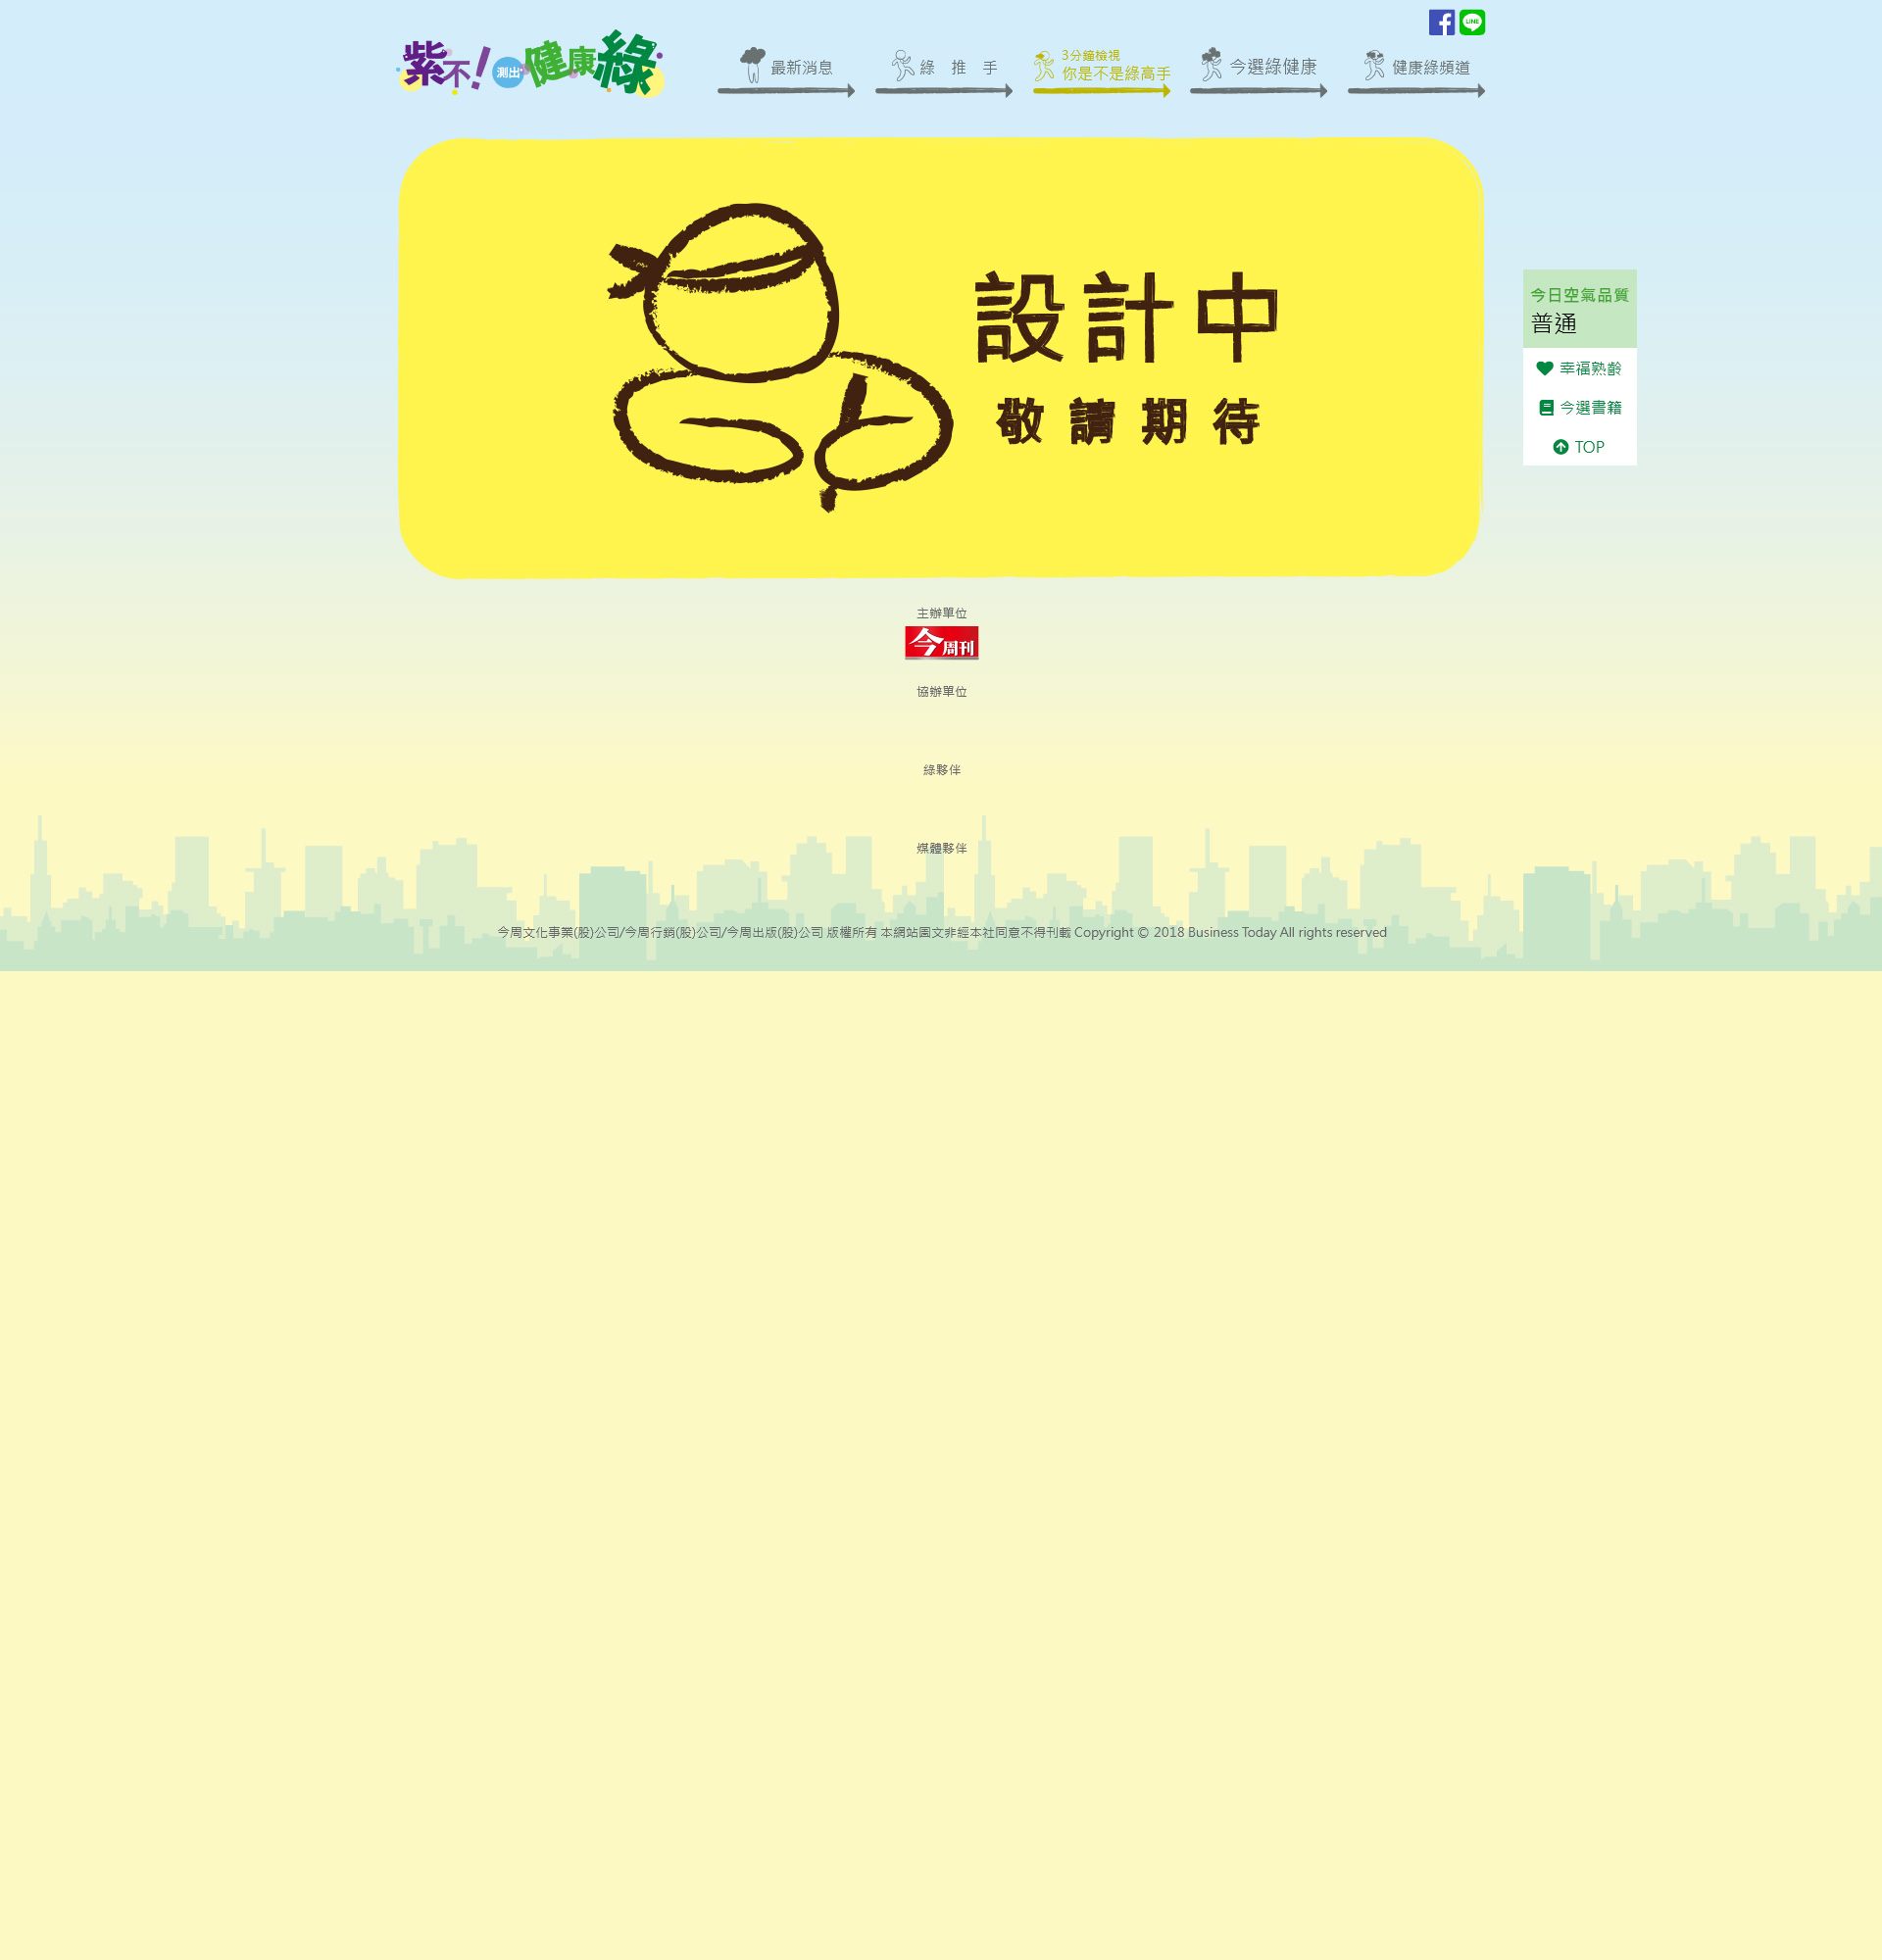 紫不!測出健康綠
最新消息
綠 推 手
3分鐘檢視
你是不是綠高手
今選綠健康
健康綠頻道
設計中
敬請期待
今日空氣品質
普通
幸福熟齡
今選書籍
TOP
主辦單位
今周刊
協辦單位
綠夥伴
媒體夥伴
今周文化事業(股)公司/今周行銷(股)公司/今周出版(股)公司 版權所有 本網站圖文非經本社同意不得刊載 Copyright © 2018 Business Today All rights reserved